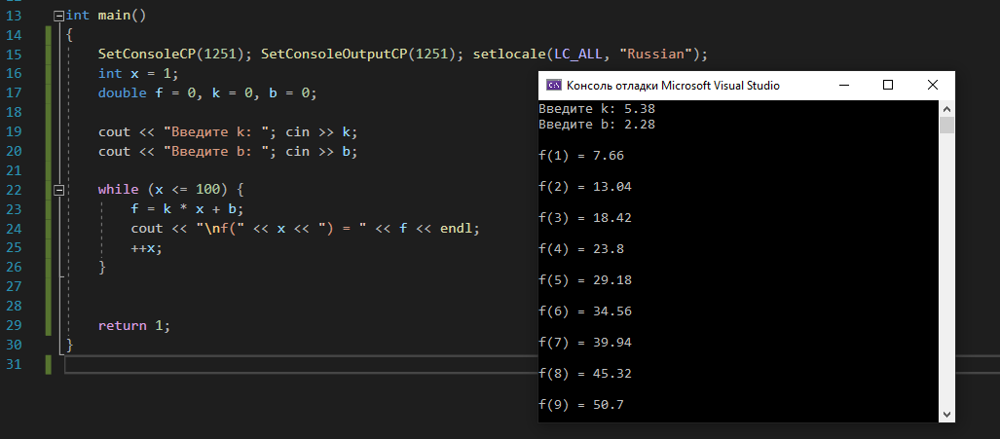 13 int main()
14 {
15 SetConsoleCP(1251); SetConsoleOutputCP(1251); setlocale(LC_ALL, "Russian");
16 int x = 1;
17 double f = 0, k = 0, b = 0;
18
19 cout << "Введите k: "; cin >> k;
20 cout << "Введите b: "; cin >> b;
21
22 while (x <= 100) {
23 f = k * x + b;
24 cout << "\nf(" << x << ") = " << f << endl;
25 ++x;
26 }
27
28
29 return 1;
30 }
31
Консоль отладки Microsoft Visual Studio
Введите k: 5.38
Введите b: 2.28
f(1) = 7.66
f(2) = 13.04
f(3) = 18.42
f(4) = 23.8
f(5) = 29.18
f(6) = 34.56
f(7) = 39.94
f(8) = 45.32
f(9) = 50.7